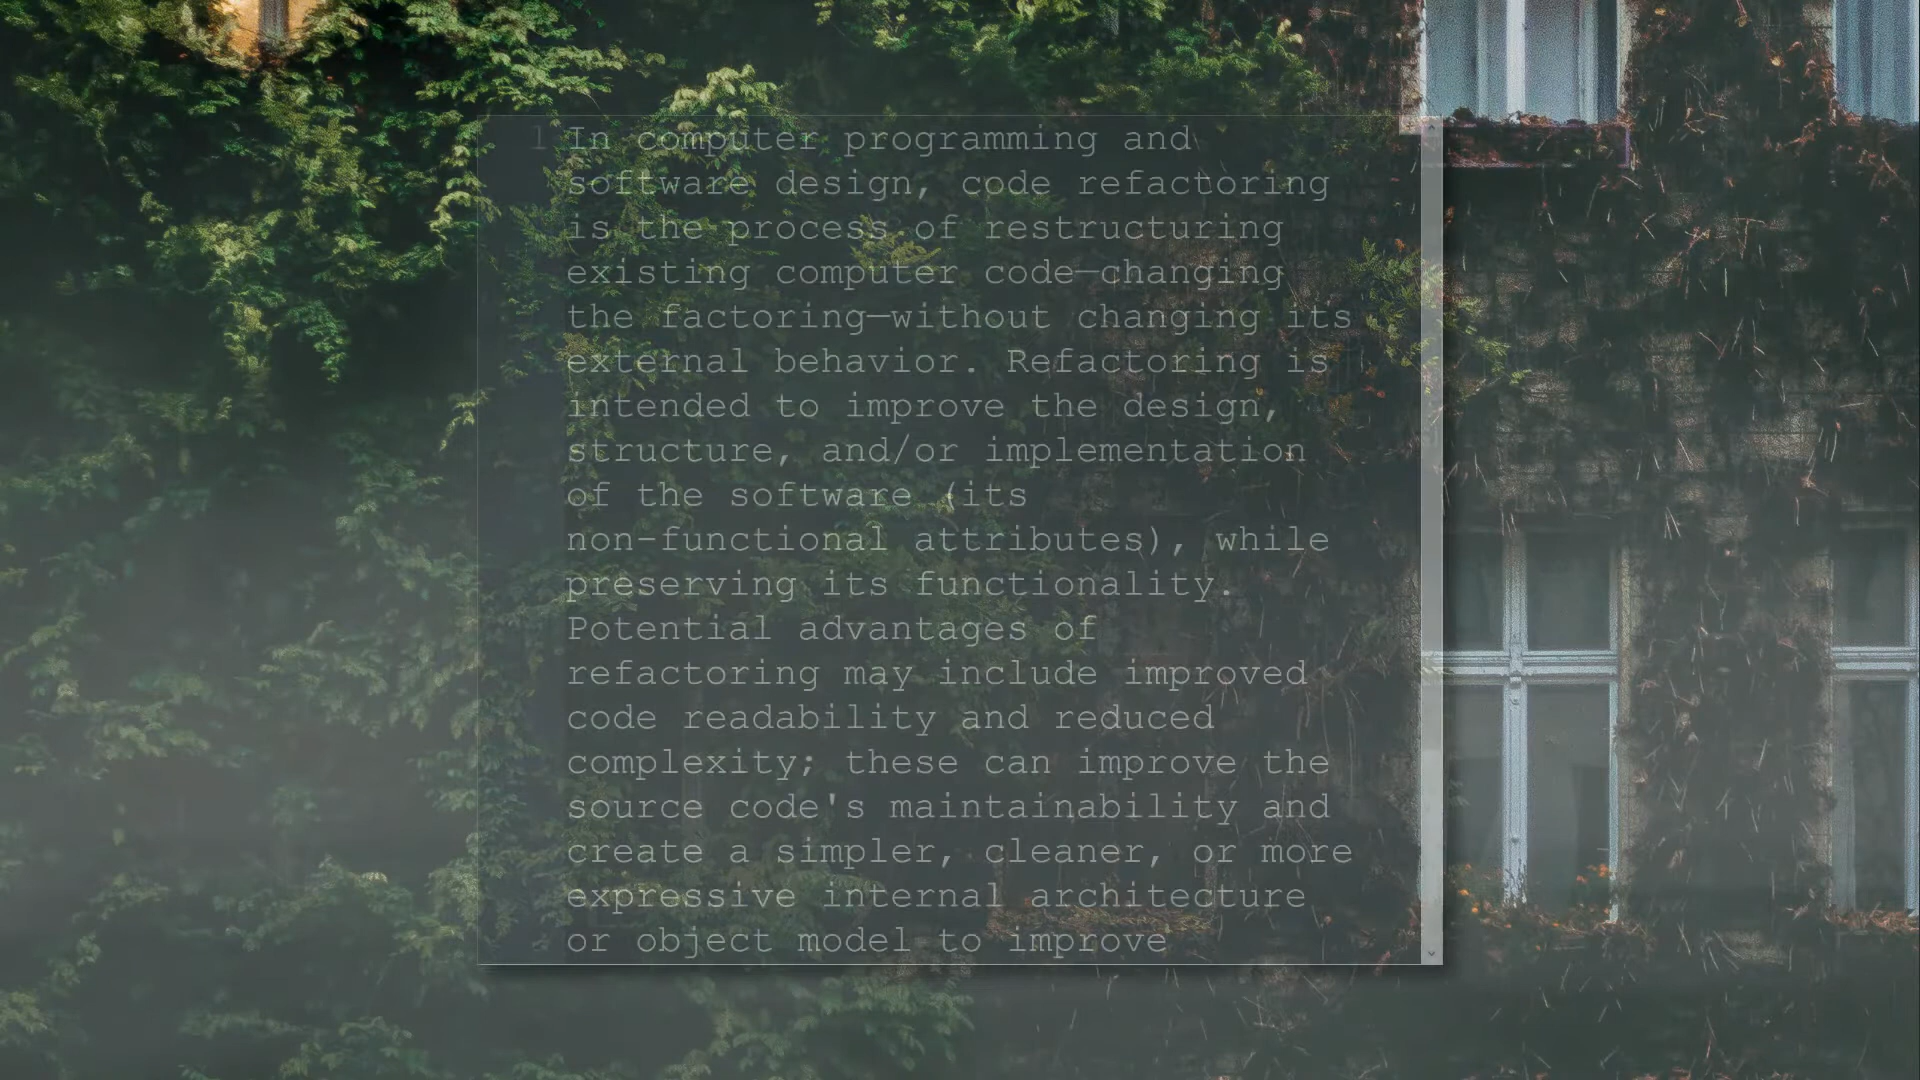 1 In computer programming and
software design, code refactoring
is the process of restructuring
existing computer code—changing
the factoring—without changing its
external behavior. Refactoring is
intended to improve the design,
structure, and/or implementation
of the software (its
non-functional attributes), while
preserving its functionality.
Potential advantages of
refactoring may include improved
code readability and reduced
complexity; these can improve the
source code's maintainability and
create a simpler, cleaner, or more
expressive internal architecture
or object model to improve